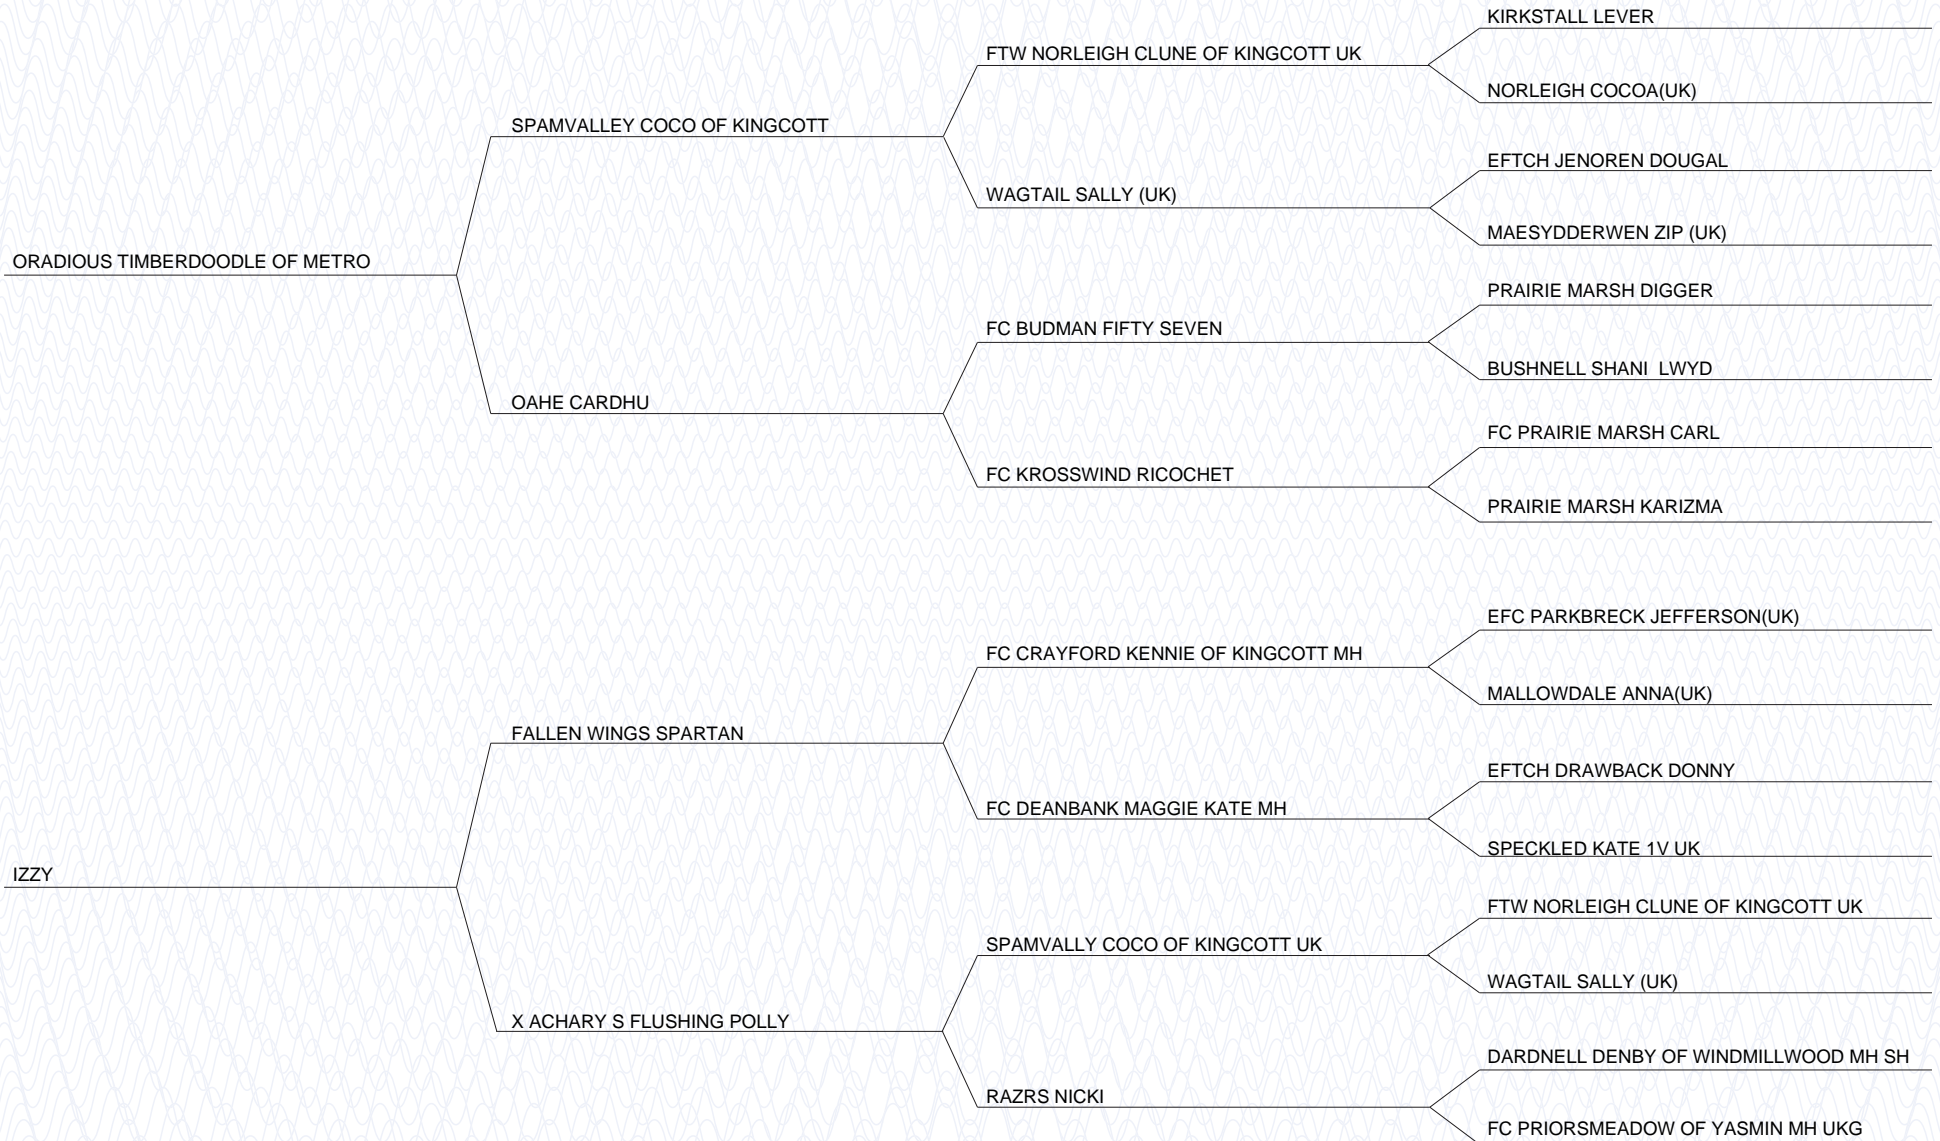 KIRKSTALL LEVER
FTW NORLEIGH CLUNE OF KINGCOTT UK
NORLEIGH COCOA(UK)
SPAMVALLEY COCO OF KINGCOTT
EFTCH JENOREN DOUGAL
WAGTAIL SALLY (UK)
MAESYDDERWEN ZIP (UK)
ORADIOUS TIMBERDOODLE OF METRO
PRAIRIE MARSH DIGGER
FC BUDMAN FIFTY SEVEN
BUSHNELL SHANI  LWYD
OAHE CARDHU
FC PRAIRIE MARSH CARL
FC KROSSWIND RICOCHET
PRAIRIE MARSH KARIZMA
EFC PARKBRECK JEFFERSON(UK)
FC CRAYFORD KENNIE OF KINGCOTT MH
MALLOWDALE ANNA(UK)
FALLEN WINGS SPARTAN
EFTCH DRAWBACK DONNY
FC DEANBANK MAGGIE KATE MH
SPECKLED KATE 1V UK
IZZY
FTW NORLEIGH CLUNE OF KINGCOTT UK
SPAMVALLY COCO OF KINGCOTT UK
WAGTAIL SALLY (UK)
X ACHARY S FLUSHING POLLY
DARDNELL DENBY OF WINDMILLWOOD MH SH
RAZRS NICKI
FC PRIORSMEADOW OF YASMIN MH UKG